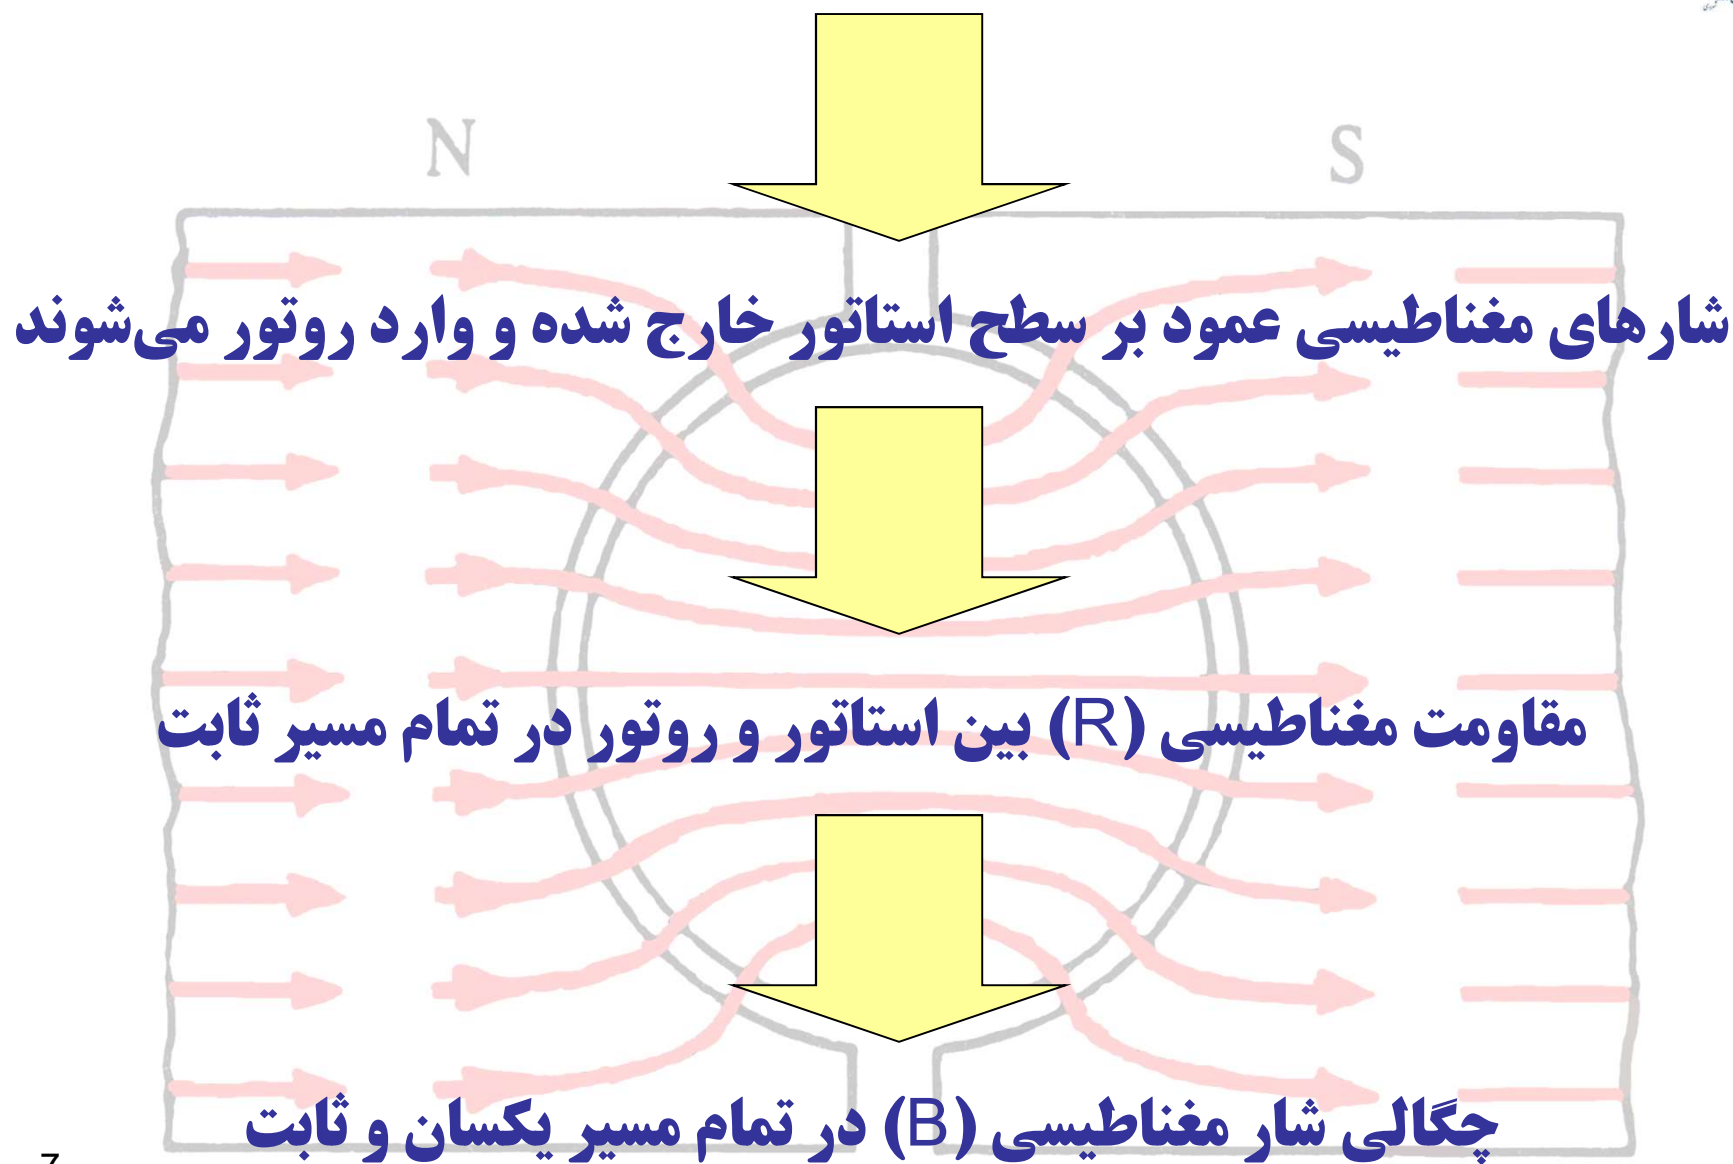 N S
شارهای مغناطیسی عمود بر سطح استاتور خارج شده و وارد روتور می‌شوند
مقاومت مغناطیسی (R) بین استاتور و روتور در تمام مسیر ثابت
چگالی شار مغناطیسی (B) در تمام مسیر یکسان و ثابت
7